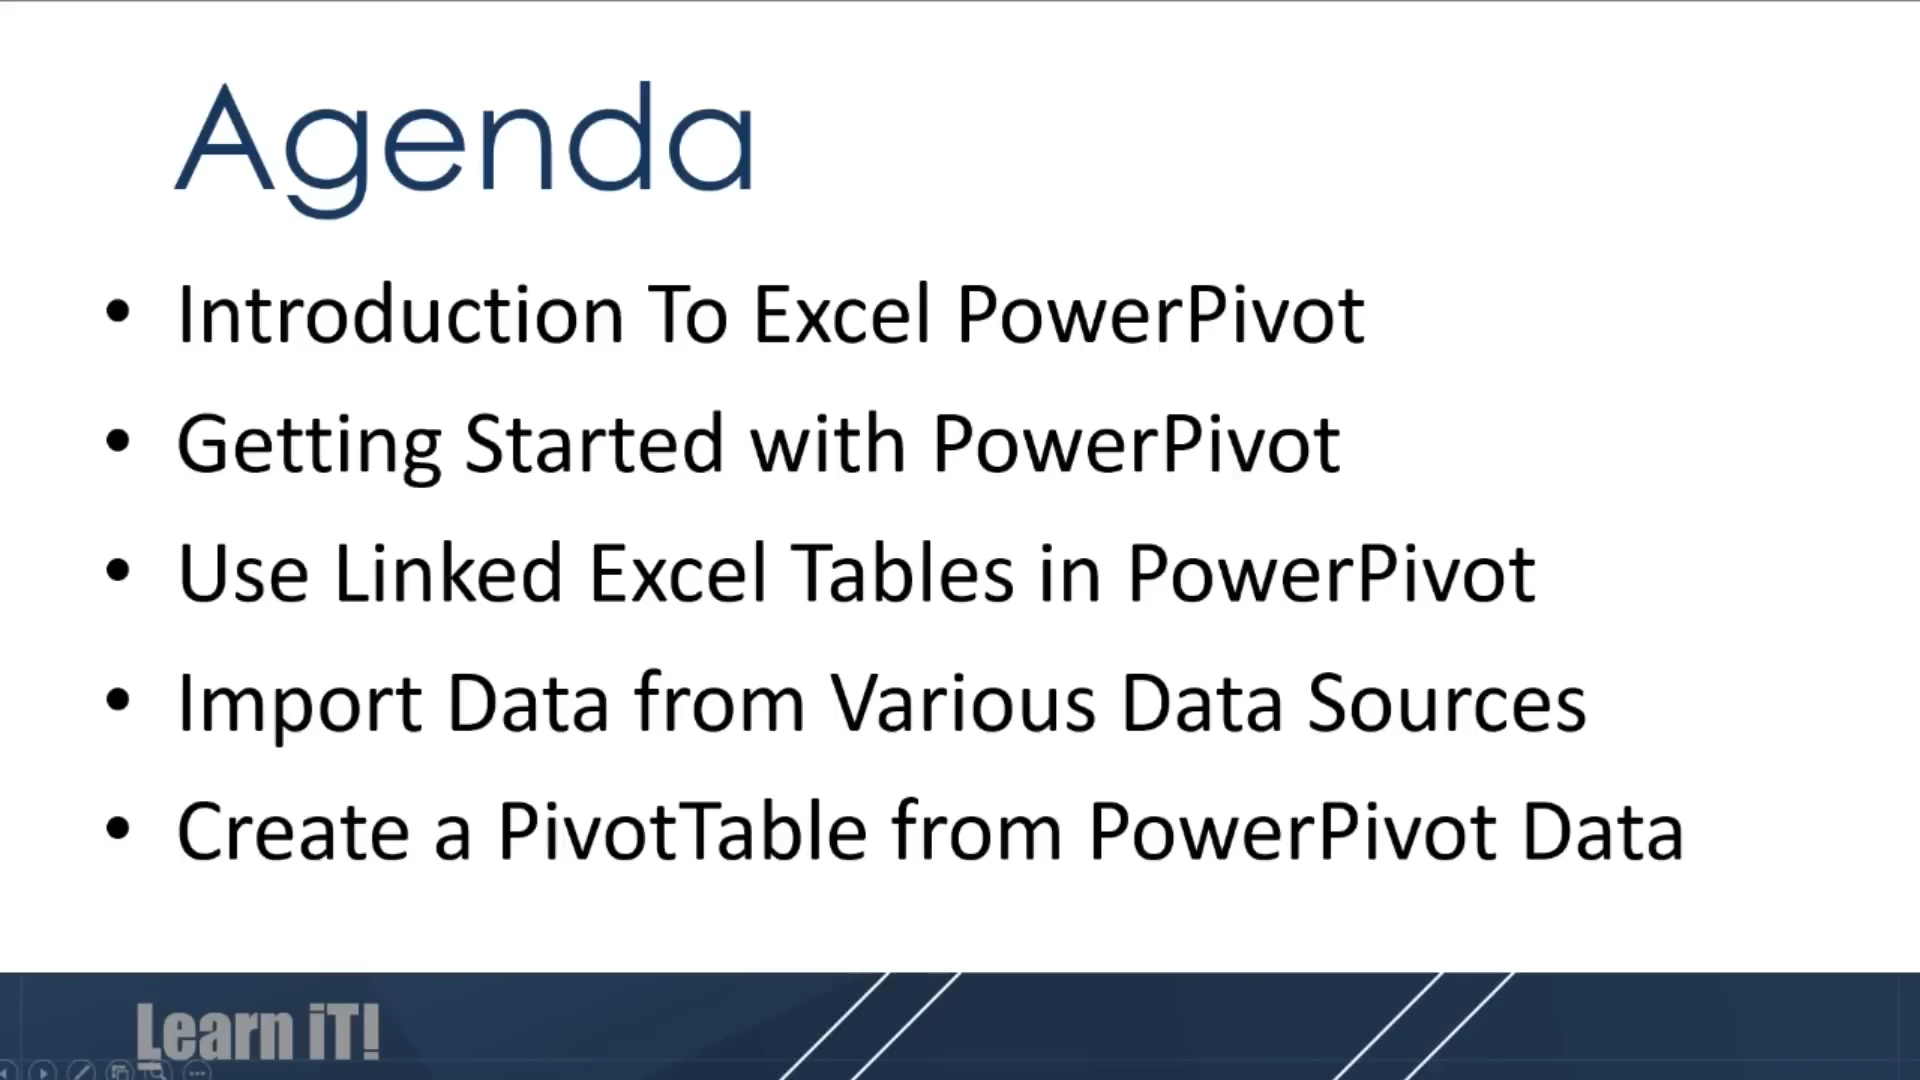 Agenda
• Introduction To Excel PowerPivot
• Getting Started with PowerPivot
• Use Linked Excel Tables in PowerPivot
• Import Data from Various Data Sources
• Create a PivotTable from PowerPivot Data
Learn iT!